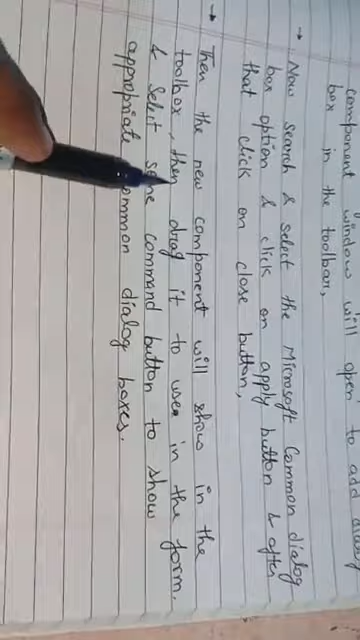 component window will open to add
box in the toolbar,
→ Now search & select the Microsoft Common dialog
box option & click on apply button & after
that click on close button,
→ Then the new component will show in the
toolbox, then drag it to use in the form.
& Select some command button to show
appropriate common dialog boxes.